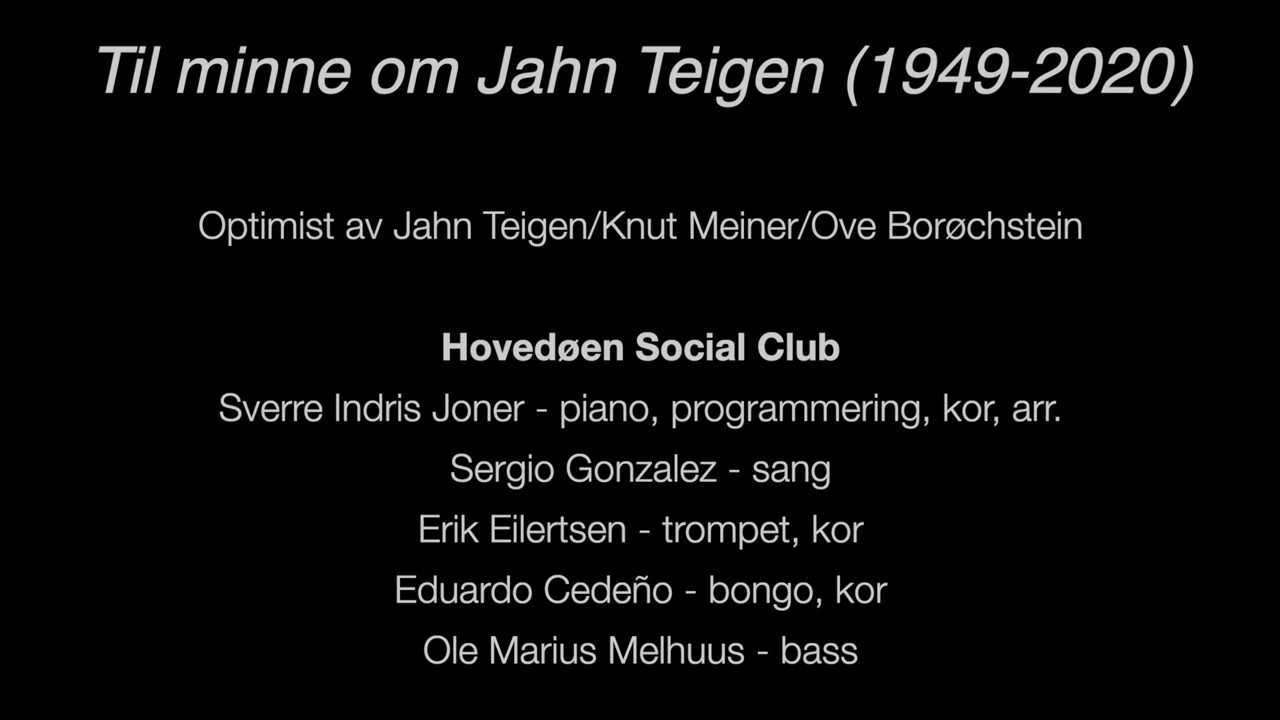 Til minne om Jahn Teigen (1949-2020)
Optimist av Jahn Teigen/Knut Meiner/Ove Borøchstein
Hovedøen Social Club
Sverre Indris Joner - piano, programmering, kor, arr.
Sergio Gonzalez - sang
Erik Eilertsen - trompet, kor
Eduardo Cedeño - bongo, kor
Ole Marius Melhuus - bass